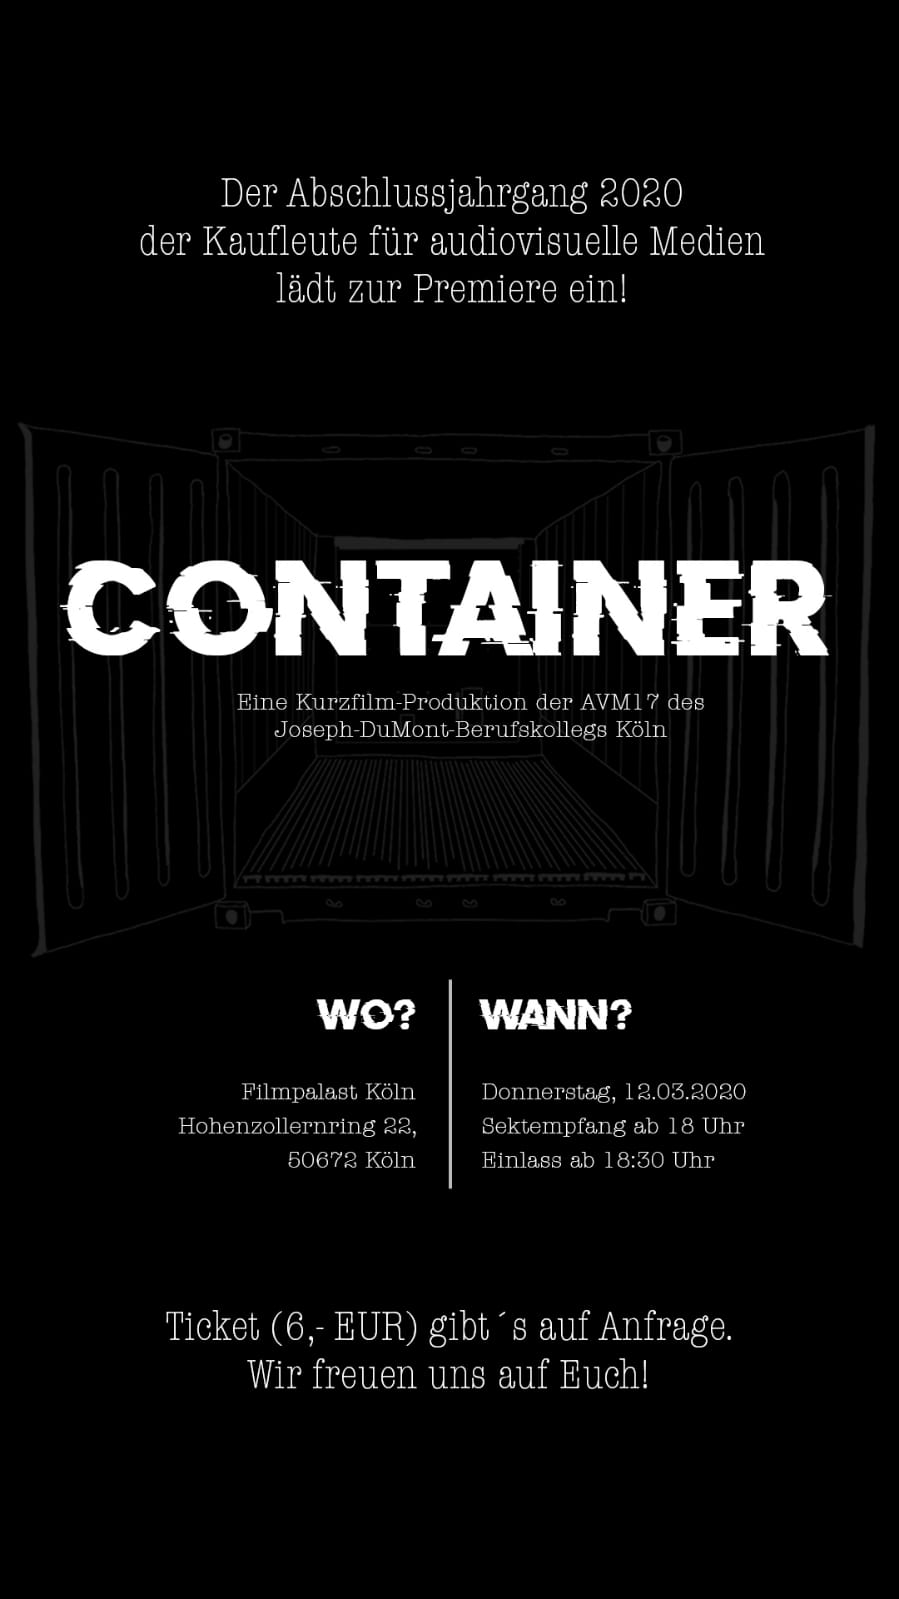 Der Abschlussjahrgang 2020
der Kaufleute für audiovisuelle Medien
lädt zur Premiere ein!
CONTAINER
Eine Kurzfilm-Produktion der AVM17 des
Joseph-DuMont-Berufskollegs Köln
WO?
Filmpalast Köln
Hohenzollernring 22,
50672 Köln
WANN?
Donnerstag, 12.03.2020
Sektempfang ab 18 Uhr
Einlass ab 18:30 Uhr
Ticket (6,- EUR) gibt´s auf Anfrage.
Wir freuen uns auf Euch!